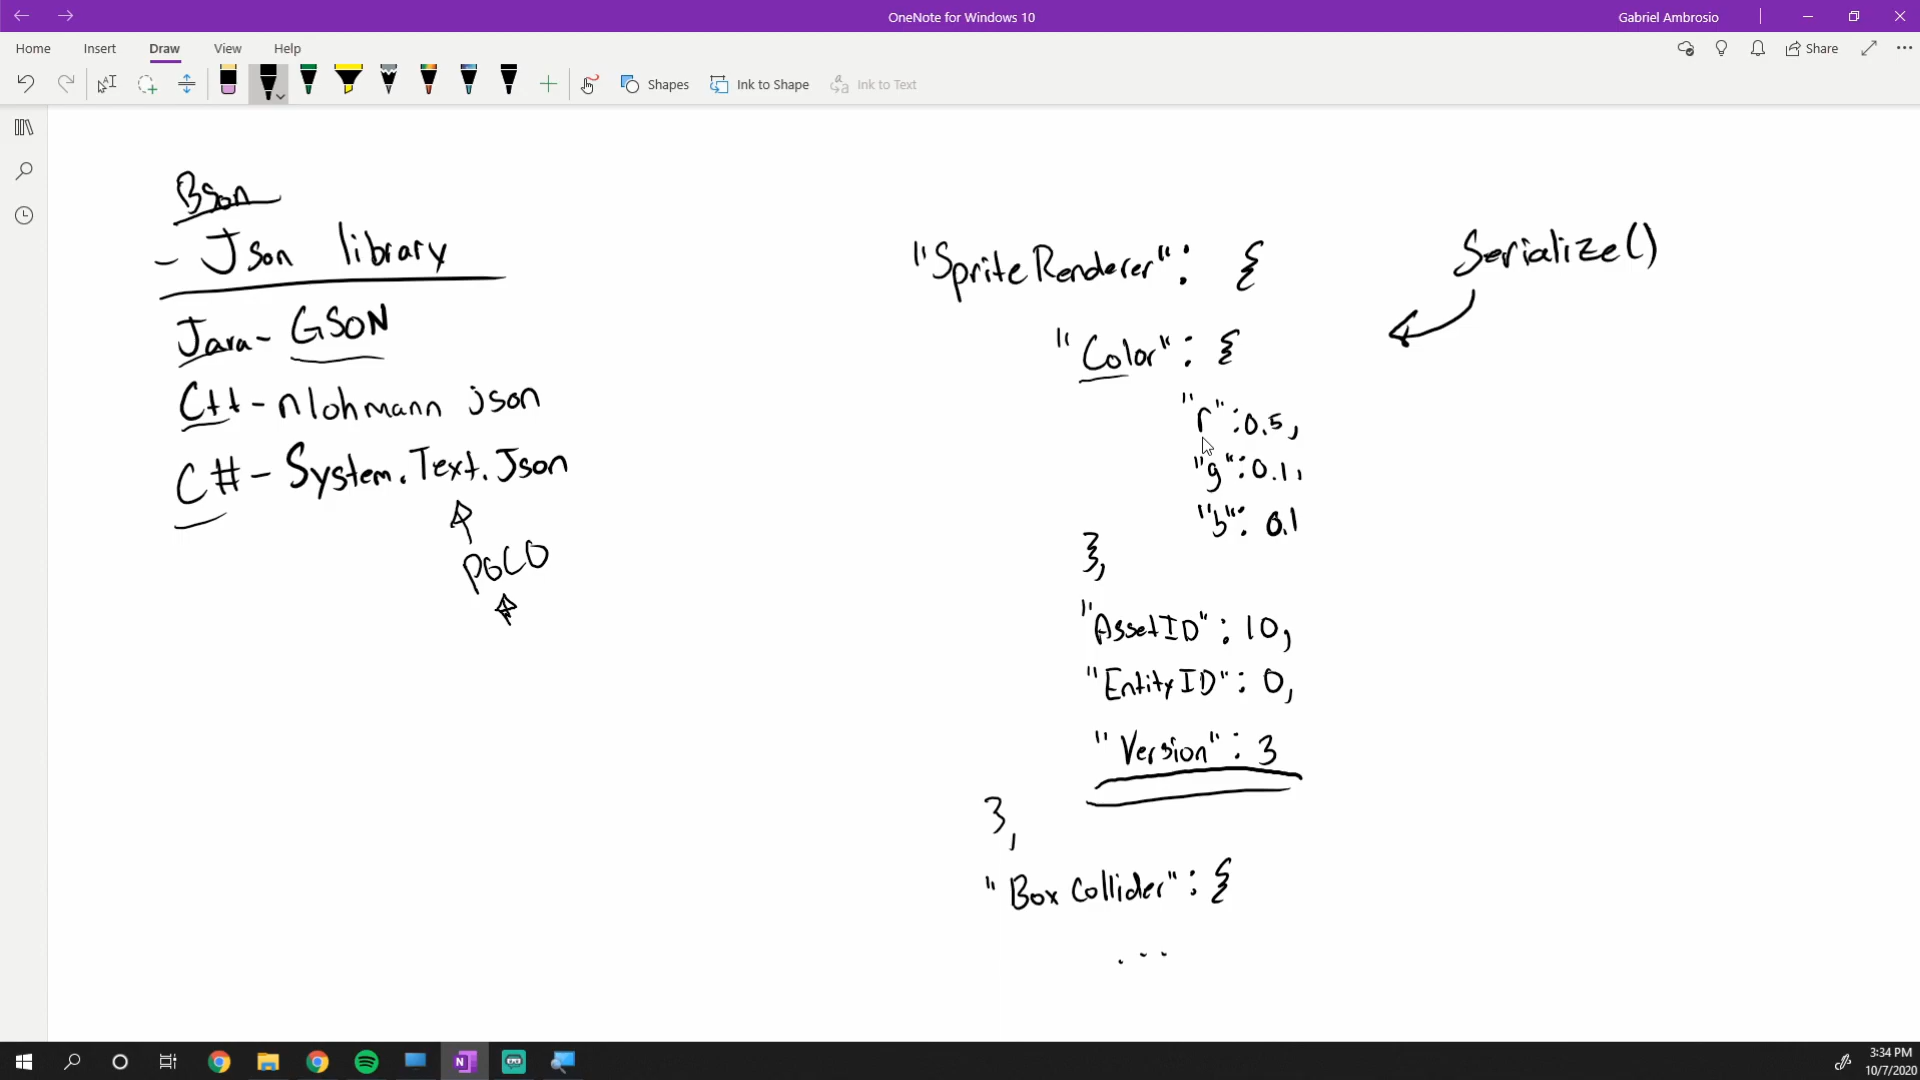 OneNote for Windows 10
Gabriel Ambrosio
Home Insert Draw View Help
Share
Shapes
Ink to Shape
Ink to Text
BSon
- Json library
Java- GSON
C++ - nlohmann json
C# - System.Text.Json
POCO
"SpriteRenderer": {
"Color": {
"r":0.5,
"g":0.1,
"b": 0.1
},
"AssetID": 10,
"EntityID": 0,
"Version": 3
},
"BoxCollider": {
...
Serialize()
3:34 PM
10/7/2020